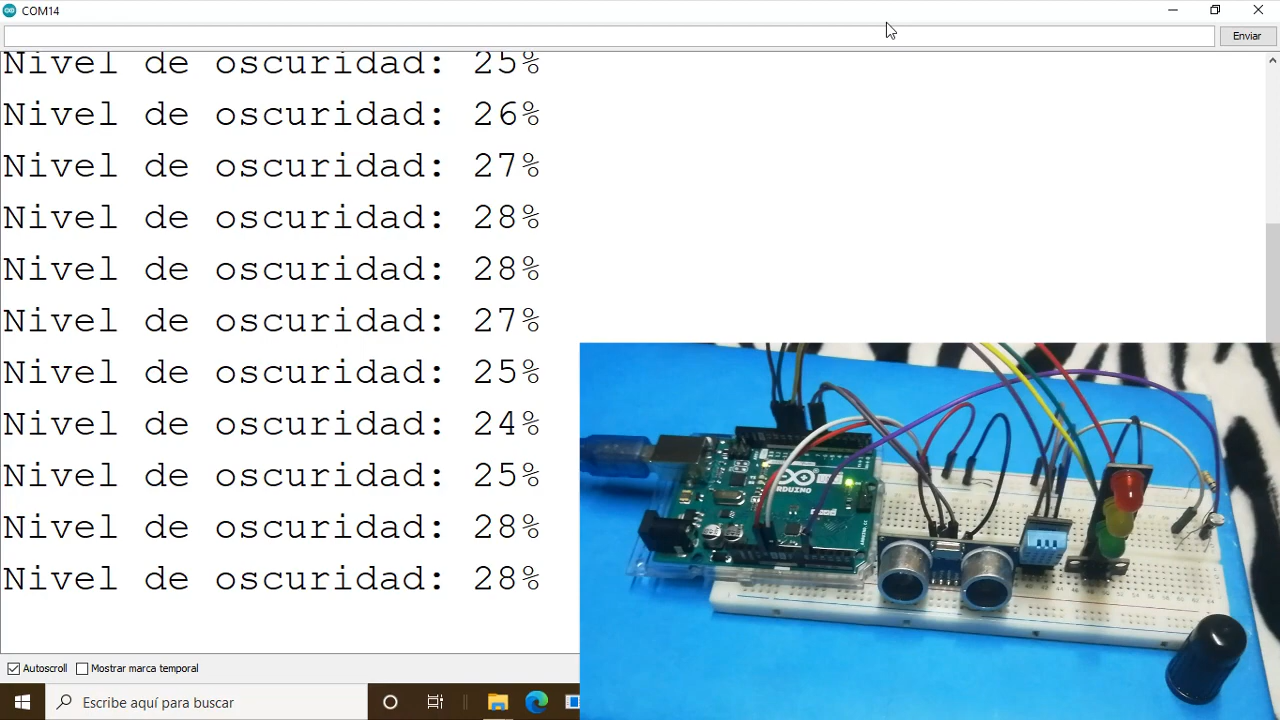 COM14
Enviar
Nivel de oscuridad: 25%
Nivel de oscuridad: 26%
Nivel de oscuridad: 27%
Nivel de oscuridad: 28%
Nivel de oscuridad: 28%
Nivel de oscuridad: 27%
Nivel de oscuridad: 25%
Nivel de oscuridad: 24%
Nivel de oscuridad: 25%
Nivel de oscuridad: 28%
Nivel de oscuridad: 28%
ARDUINO
Autoscroll
Mostrar marca temporal
Escribe aquí para buscar